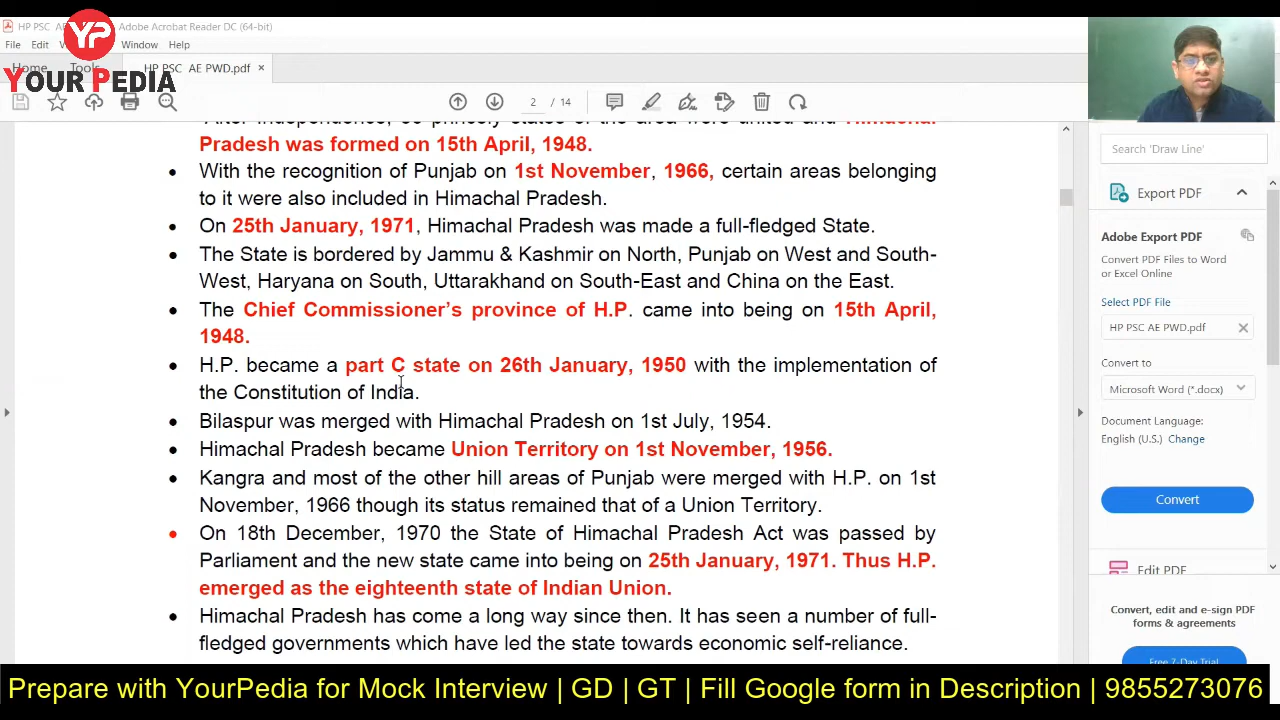 HP PSC AE
Adobe Acrobat Reader DC (64-bit)
File Edit Window Help
Home Tools
HP PSC AE PWD.pdf ×
YP
YOUR PEDIA
2 / 14
Pradesh was formed on 15th April, 1948.
• With the recognition of Punjab on 1st November, 1966, certain areas belonging
to it were also included in Himachal Pradesh.
• On 25th January, 1971, Himachal Pradesh was made a full-fledged State.
• The State is bordered by Jammu & Kashmir on North, Punjab on West and South-
West, Haryana on South, Uttarakhand on South-East and China on the East.
• The Chief Commissioner's province of H.P. came into being on 15th April,
1948.
• H.P. became a part C state on 26th January, 1950 with the implementation of
the Constitution of India.
• Bilaspur was merged with Himachal Pradesh on 1st July, 1954.
• Himachal Pradesh became Union Territory on 1st November, 1956.
• Kangra and most of the other hill areas of Punjab were merged with H.P. on 1st
November, 1966 though its status remained that of a Union Territory.
• On 18th December, 1970 the State of Himachal Pradesh Act was passed by
Parliament and the new state came into being on 25th January, 1971. Thus H.P.
emerged as the eighteenth state of Indian Union.
• Himachal Pradesh has come a long way since then. It has seen a number of full-
fledged governments which have led the state towards economic self-reliance.
Search 'Draw Line'
Export PDF
Adobe Export PDF
Convert PDF Files to Word
or Excel Online
Select PDF File
HP PSC AE PWD.pdf
Convert to
Microsoft Word (*.docx)
Document Language:
English (U.S.) Change
Convert
Edit PDF
Convert, edit and e-sign PDF
forms & agreements
Free 7-Day Trial
Prepare with YourPedia for Mock Interview | GD | GT | Fill Google form in Description | 9855273076